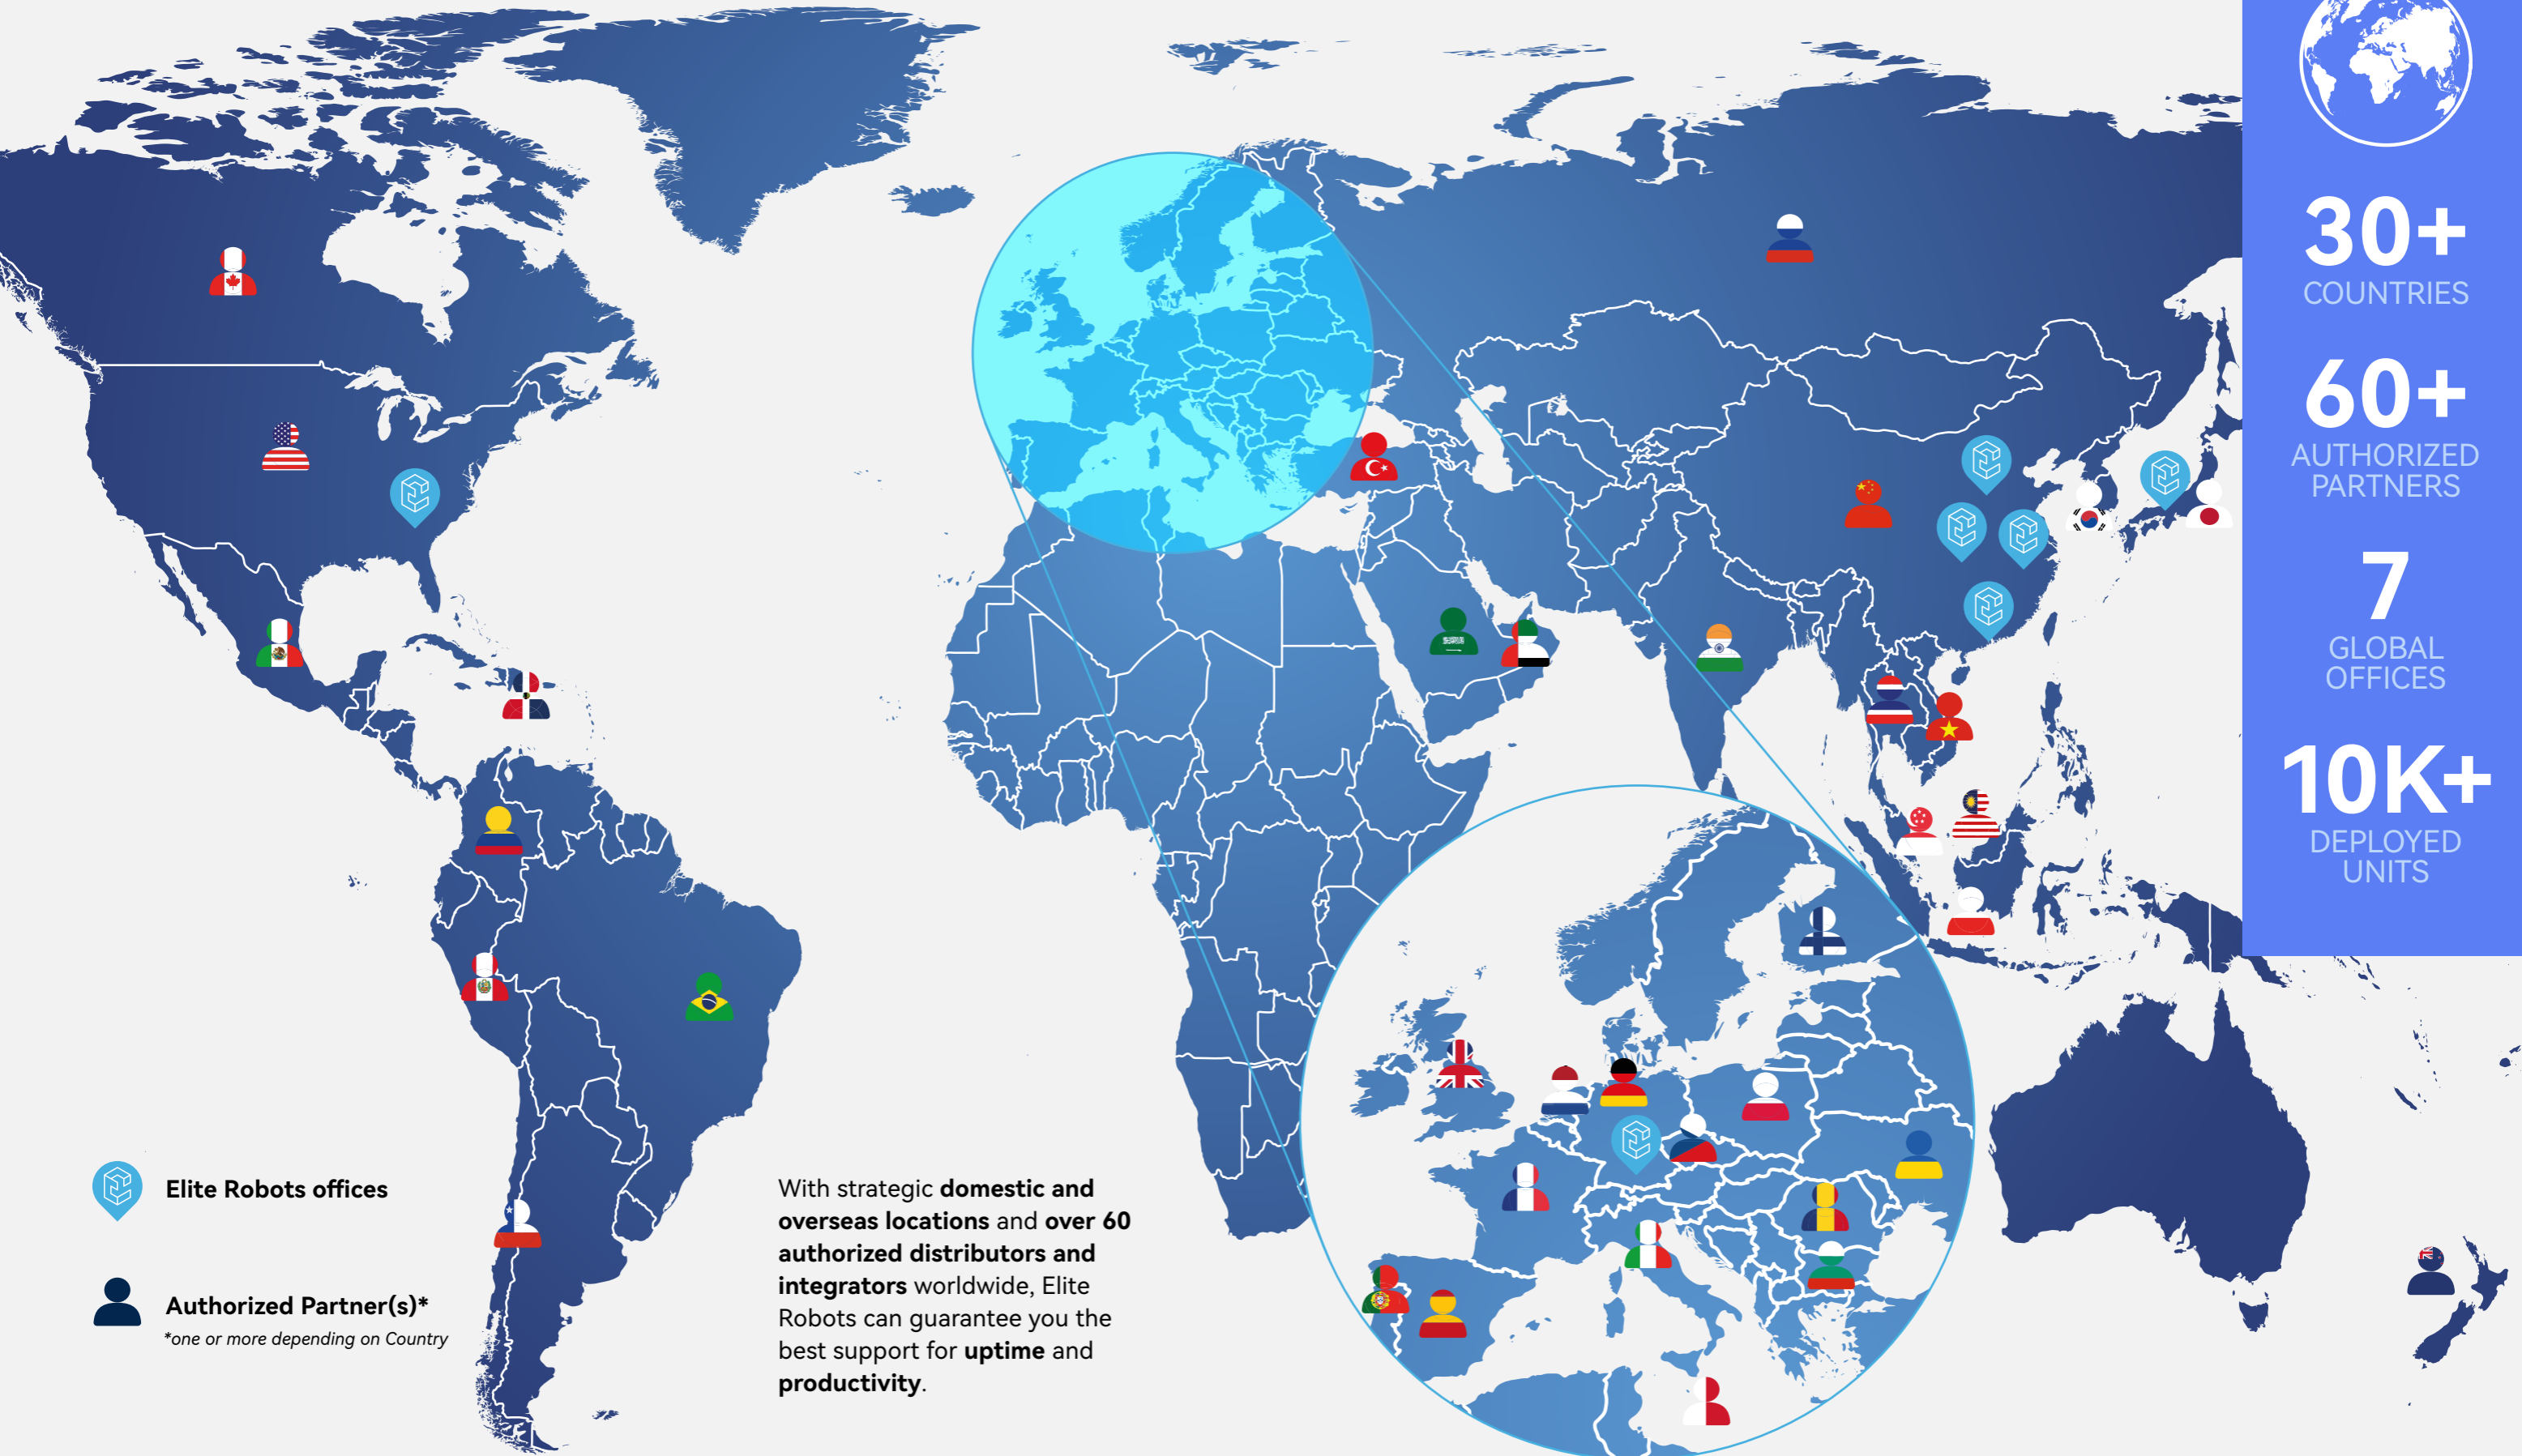 30+
COUNTRIES
60+
AUTHORIZED
PARTNERS
7
GLOBAL
OFFICES
10K+
DEPLOYED
UNITS
Elite Robots offices
Authorized Partner(s)*
*one or more depending on Country
With strategic domestic and
overseas locations and over 60
authorized distributors and
integrators worldwide, Elite
Robots can guarantee you the
best support for uptime and
productivity.